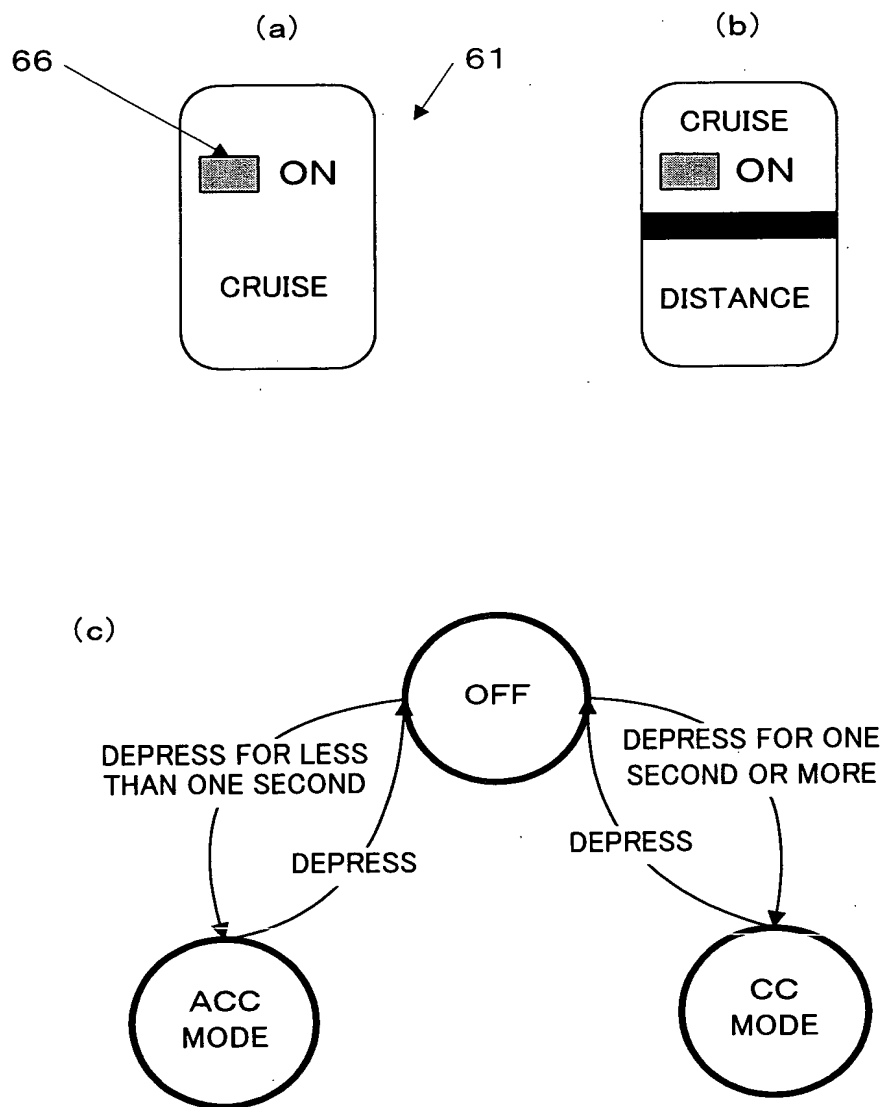 (a)
66
61
ON
CRUISE
(b)
CRUISE
ON
DISTANCE
(c)
OFF
DEPRESS FOR LESS
THAN ONE SECOND
DEPRESS FOR ONE
SECOND OR MORE
DEPRESS
DEPRESS
ACC
MODE
CC
MODE